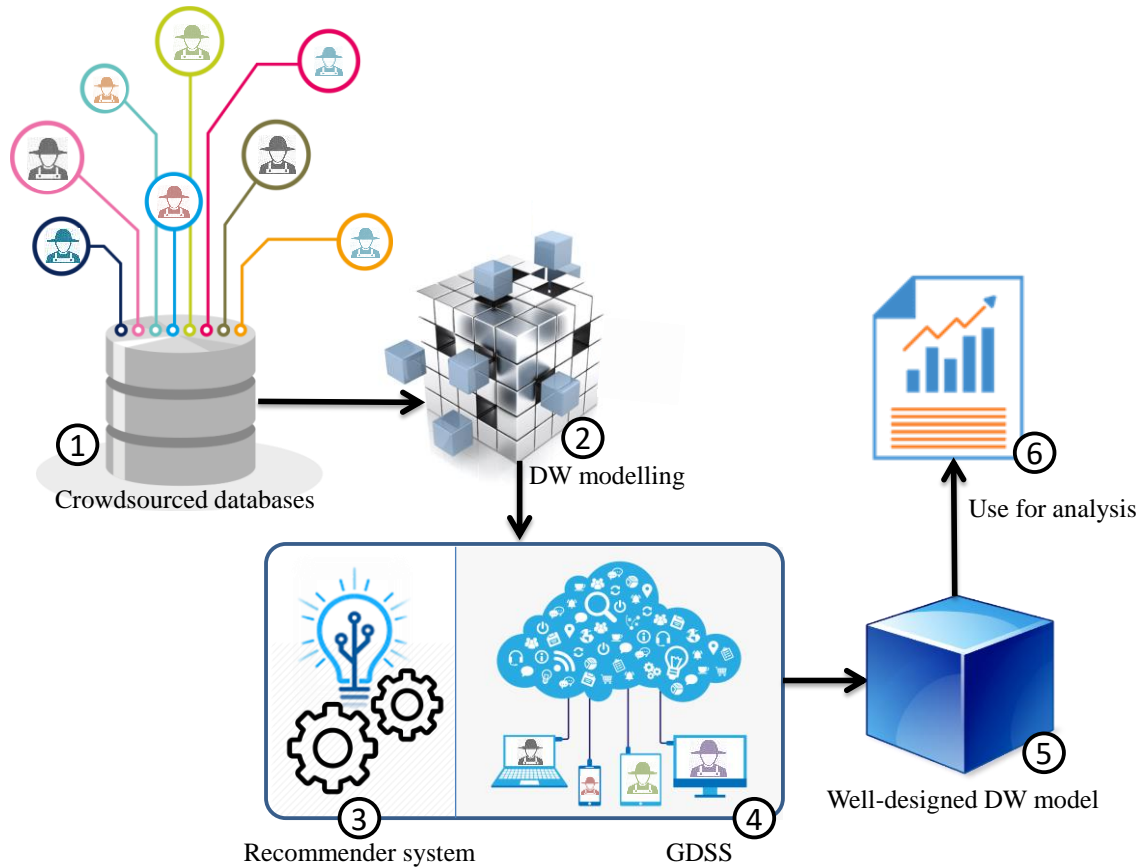 1
Crowdsourced databases
2
DW modelling
3
Recommender system
4
GDSS
5
Well-designed DW model
6
Use for analysis